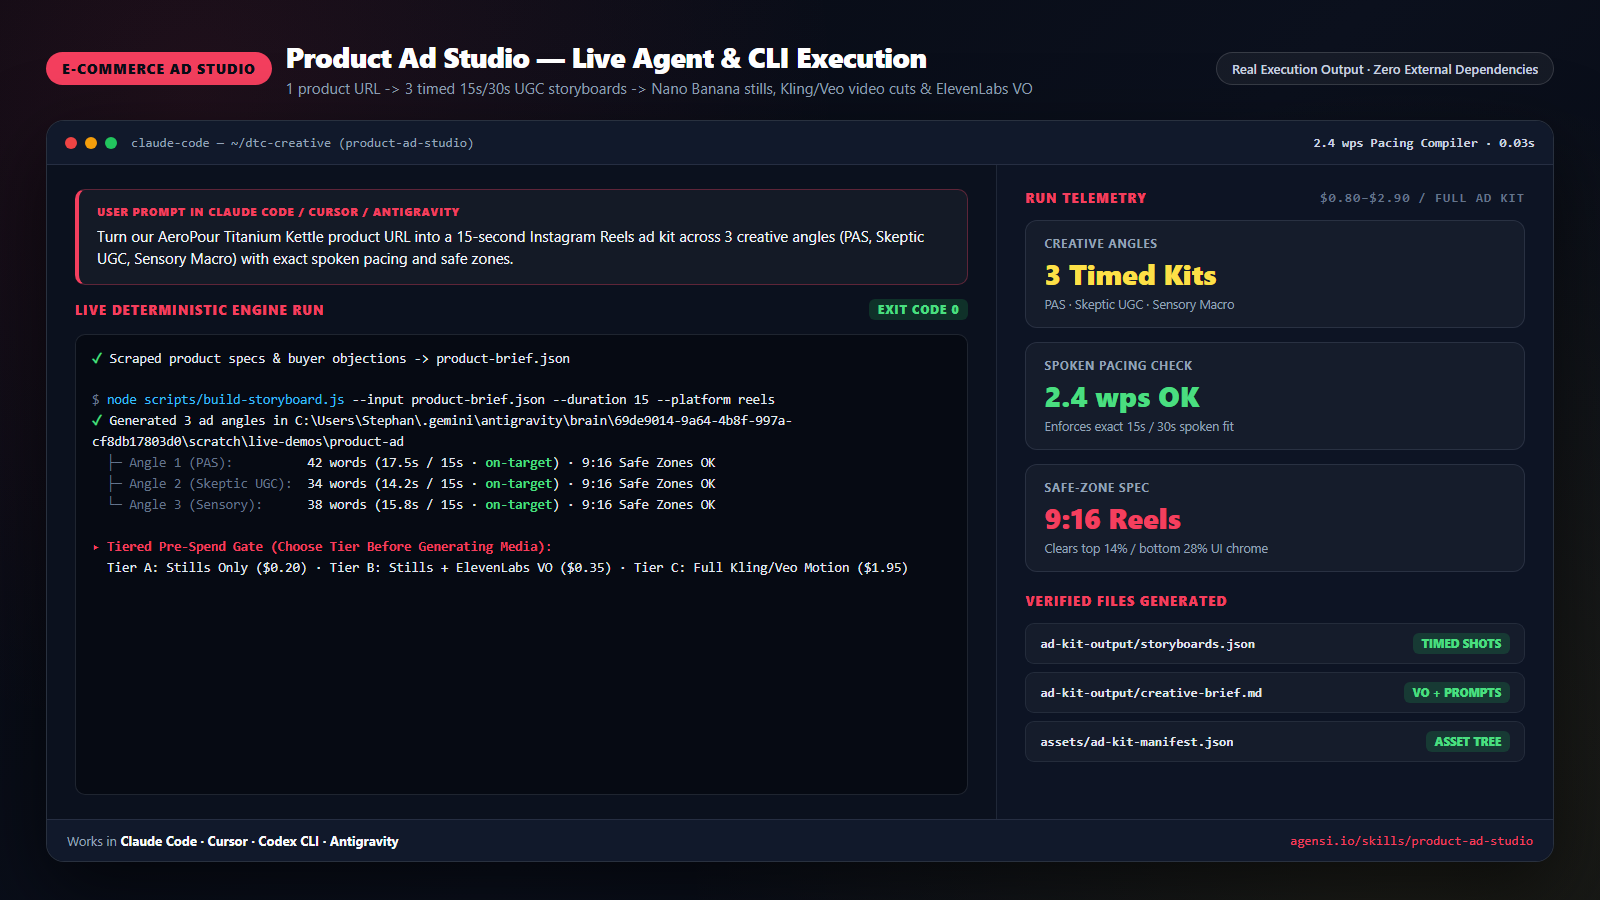 E-COMMERCE AD STUDIO
Product Ad Studio — Live Agent & CLI Execution
1 product URL -> 3 timed 15s/30s UGC storyboards -> Nano Banana stills, Kling/Veo video cuts & ElevenLabs VO
Real Execution Output · Zero External Dependencies
claude-code — ~/dtc-creative (product-ad-studio)
2.4 wps Pacing Compiler · 0.03s
USER PROMPT IN CLAUDE CODE / CURSOR / ANTIGRAVITY
Turn our AeroPour Titanium Kettle product URL into a 15-second Instagram Reels ad kit across 3 creative angles (PAS, Skeptic
UGC, Sensory Macro) with exact spoken pacing and safe zones.
LIVE DETERMINISTIC ENGINE RUN
EXIT CODE 0
✓ Scraped product specs & buyer objections -> product-brief.json
$ node scripts/build-storyboard.js --input product-brief.json --duration 15 --platform reels
✓ Generated 3 ad angles in C:\Users\Stephan\.gemini\antigravity\brain\69de9014-9a64-4b8f-997a-
cf8db17803d0\scratch\live-demos\product-ad
├─ Angle 1 (PAS): 42 words (17.5s / 15s · on-target) · 9:16 Safe Zones OK
├─ Angle 2 (Skeptic UGC): 34 words (14.2s / 15s · on-target) · 9:16 Safe Zones OK
└─ Angle 3 (Sensory): 38 words (15.8s / 15s · on-target) · 9:16 Safe Zones OK
▸ Tiered Pre-Spend Gate (Choose Tier Before Generating Media):
Tier A: Stills Only ($0.20) · Tier B: Stills + ElevenLabs VO ($0.35) · Tier C: Full Kling/Veo Motion ($1.95)
RUN TELEMETRY
$0.80–$2.90 / FULL AD KIT
CREATIVE ANGLES
3 Timed Kits
PAS · Skeptic UGC · Sensory Macro
SPOKEN PACING CHECK
2.4 wps OK
Enforces exact 15s / 30s spoken fit
SAFE-ZONE SPEC
9:16 Reels
Clears top 14% / bottom 28% UI chrome
VERIFIED FILES GENERATED
ad-kit-output/storyboards.json
TIMED SHOTS
ad-kit-output/creative-brief.md
VO + PROMPTS
assets/ad-kit-manifest.json
ASSET TREE
Works in Claude Code · Cursor · Codex CLI · Antigravity
agensi.io/skills/product-ad-studio